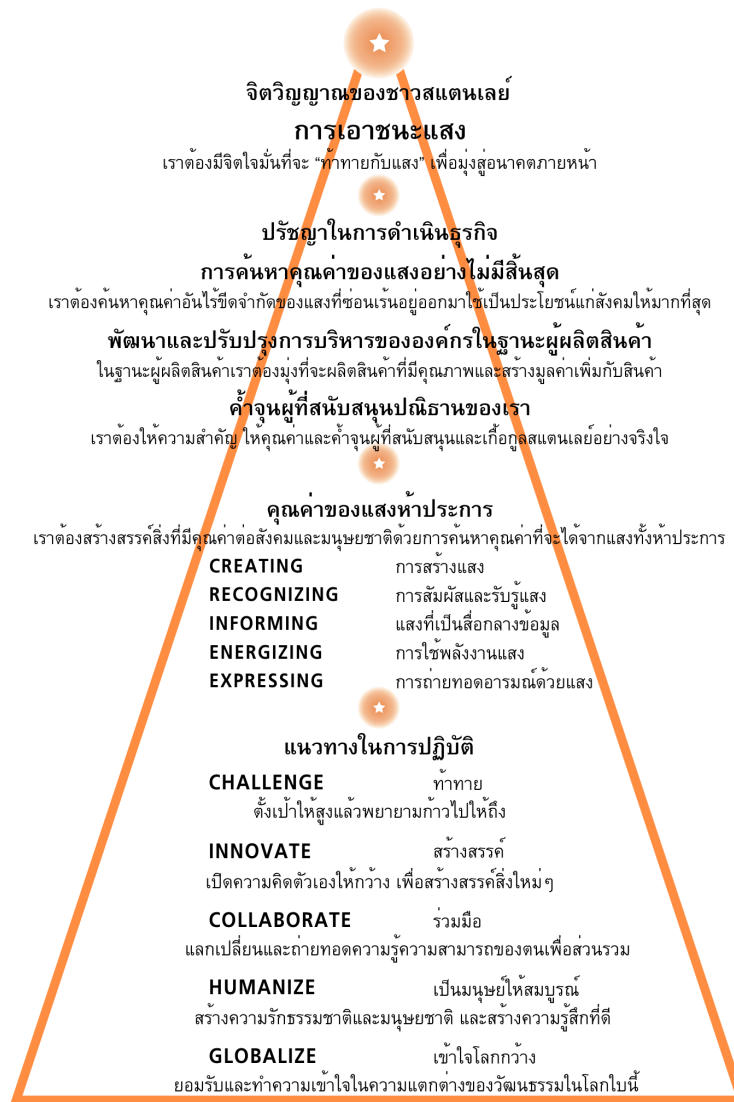 จิตวิญญาณของชาวสแตนเลย์
การเอาชนะแสง
เราต้องมีจิตใจมั่นที่จะ “ท้าทายกับแสง” เพื่อมุ่งสู่อนาคตภายหน้า
ปรัชญาในการดำเนินธุรกิจ
การค้นหาคุณค่าของแสงอย่างไม่มีสิ้นสุด
เราต้องค้นหาคุณค่าอันไร้ขีดจำกัดของแสงที่ซ่อนเร้นอยู่ออกมาใช้เป็นประโยชน์แก่สังคมให้มากที่สุด
พัฒนาและปรับปรุงการบริหารขององค์กรในฐานะผู้ผลิตสินค้า
ในฐานะผู้ผลิตสินค้าเราต้องมุ่งที่จะผลิตสินค้าที่มีคุณภาพและสร้างมูลค่าเพิ่มกับสินค้า
ค้ำจุนผู้ที่สนับสนุนปณิธานของเรา
เราต้องให้ความสำคัญ ให้คุณค่าและค้ำจุนผู้ที่สนับสนุนและเกื้อกูลสแตนเลย์อย่างจริงใจ
คุณค่าของแสงห้าประการ
เราต้องสร้างสรรค์สิ่งที่มีคุณค่าต่อสังคมและมนุษยชาติด้วยการค้นหาคุณค่าที่จะได้จากแสงทั้งห้าประการ
CREATING การสร้างแสง
RECOGNIZING การสัมผัสและรับรู้แสง
INFORMING แสงที่เป็นสื่อกลางข้อมูล
ENERGIZING การใช้พลังงานแสง
EXPRESSING การถ่ายทอดอารมณ์ด้วยแสง
แนวทางในการปฏิบัติ
CHALLENGE ท้าทาย
ตั้งเป้าให้สูงแล้วพยายามก้าวไปให้ถึง
INNOVATE สร้างสรรค์
เปิดความคิดตัวเองให้กว้าง เพื่อสร้างสรรค์สิ่งใหม่ๆ
COLLABORATE ร่วมมือ
แลกเปลี่ยนและถ่ายทอดความรู้ความสามารถของตนเพื่อส่วนรวม
HUMANIZE เป็นมนุษย์ให้สมบูรณ์
สร้างความรักธรรมชาติและมนุษยชาติ และสร้างความรู้สึกที่ดี
GLOBALIZE เข้าใจโลกกว้าง
ยอมรับและทำความเข้าใจในความแตกต่างของวัฒนธรรมในโลกใบนี้